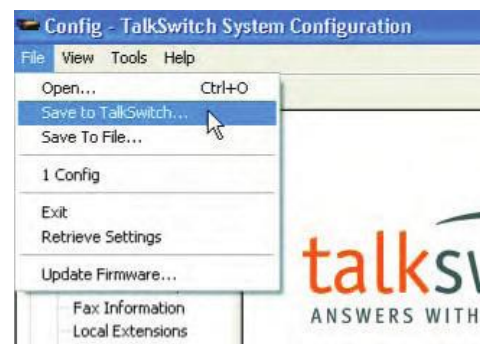 Config - TalkSwitch System Configuration
File View Tools Help
Open... Ctrl+O
Save to TalkSwitch...
Save To File...
1 Config
Exit
Retrieve Settings
Update Firmware...
Fax Information
Local Extensions
talksw
ANSWERS WITH